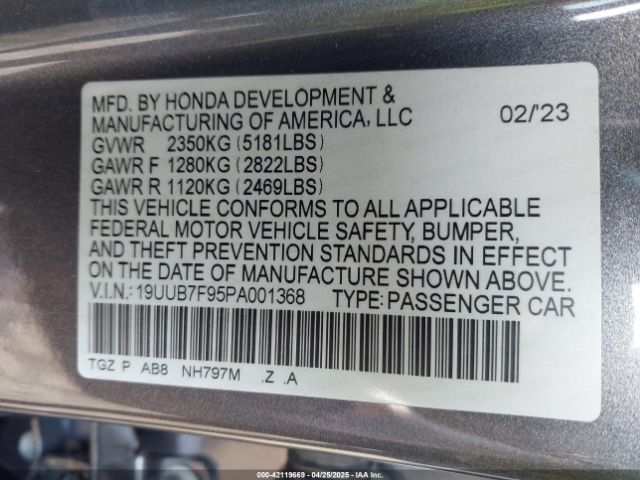 MFD. BY HONDA DEVELOPMENT &
MANUFACTURING OF AMERICA, LLC 02/'23
GVWR 2350KG (5181LBS)
GAWR F 1280KG (2822LBS)
GAWR R 1120KG (2469LBS)
THIS VEHICLE CONFORMS TO ALL APPLICABLE
FEDERAL MOTOR VEHICLE SAFETY, BUMPER,
AND THEFT PREVENTION STANDARDS IN EFFECT
ON THE DATE OF MANUFACTURE SHOWN ABOVE.
V.I.N.: 19UUB7F95PA001368 TYPE: PASSENGER CAR
TGZ P AB8 NH797M .Z .A
000-42119669 - 04/25/2025 - IAAI.COM